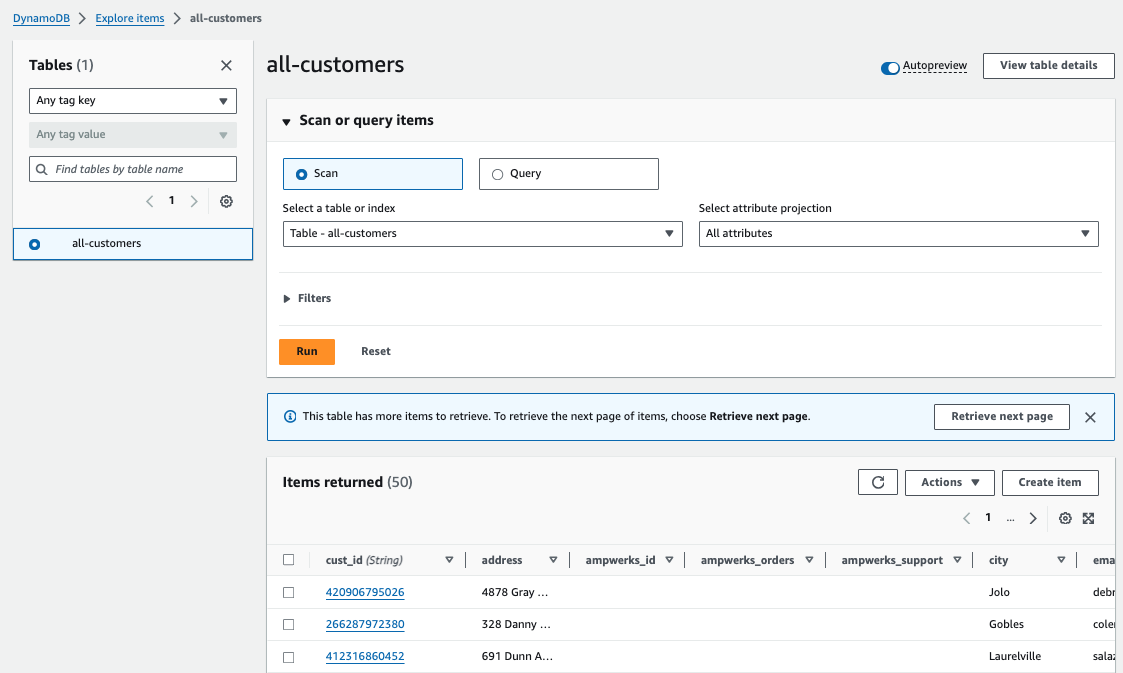 DynamoDB > Explore items > all-customers
Tables (1)
Any tag key
Any tag value
Find tables by table name
1
all-customers
all-customers
Autopreview
View table details
Scan or query items
Scan
Query
Select a table or index
Select attribute projection
Table - all-customers
All attributes
Filters
Run
Reset
This table has more items to retrieve. To retrieve the next page of items, choose Retrieve next page.
Retrieve next page
Items returned (50)
Actions
Create item
1 ...
cust_id (String) address ampwerks_id ampwerks_orders ampwerks_support city ema
420906795026 4878 Gray ... Jolo debr
266287972380 328 Danny ... Gobles coler
412316860452 691 Dunn A... Laurelville salaz